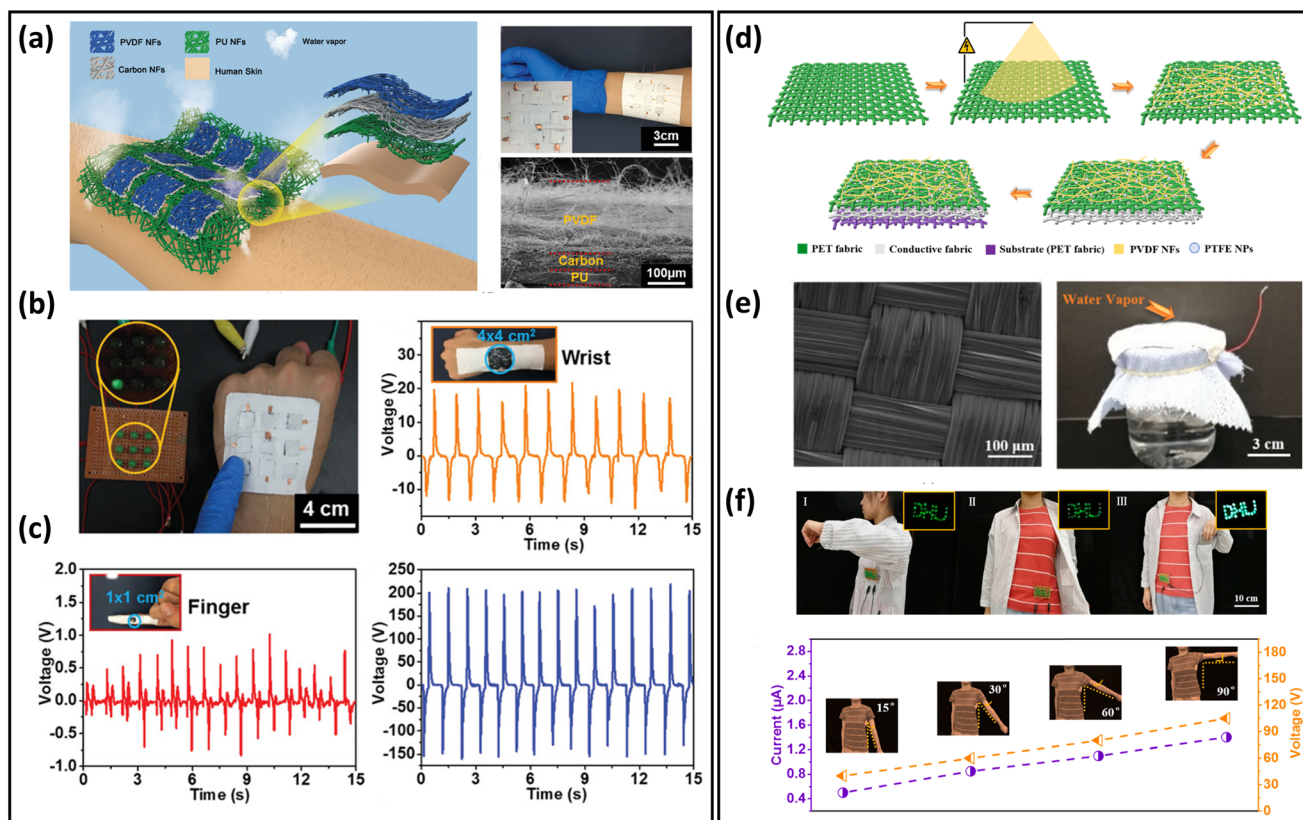 (a)
PVDF NFs
PU NFs
Water vapor
Carbon NFs
Human Skin
3cm
PVDF
Carbon
PU
100μm
(b)
4 cm
4x4 cm²
Wrist
Voltage (V)
30
20
10
0
-10
0 3 6 9 12 15
Time (s)
(c)
1x1 cm
Finger
Voltage (V)
2.0
1.5
1.0
0.5
0.0
-0.5
-1.0
0 3 6 9 12 15
Time (s)
Voltage (V)
250
200
150
100
50
0
-50
-100
-150
0 3 6 9 12 15
Time (s)
(d)
PET fabric
Conductive fabric
Substrate (PET fabric)
PVDF NFs
PTFE NPs
(e)
100 μm
Water Vapor
3 cm
(f)
I
DHU
II
DHU
III
DHU
10 cm
Current (μA)
2.8
2.4
2.0
1.6
1.2
0.8
0.4
15°
30°
60°
90°
180
150
120
90
60
30
0
Voltage (V)